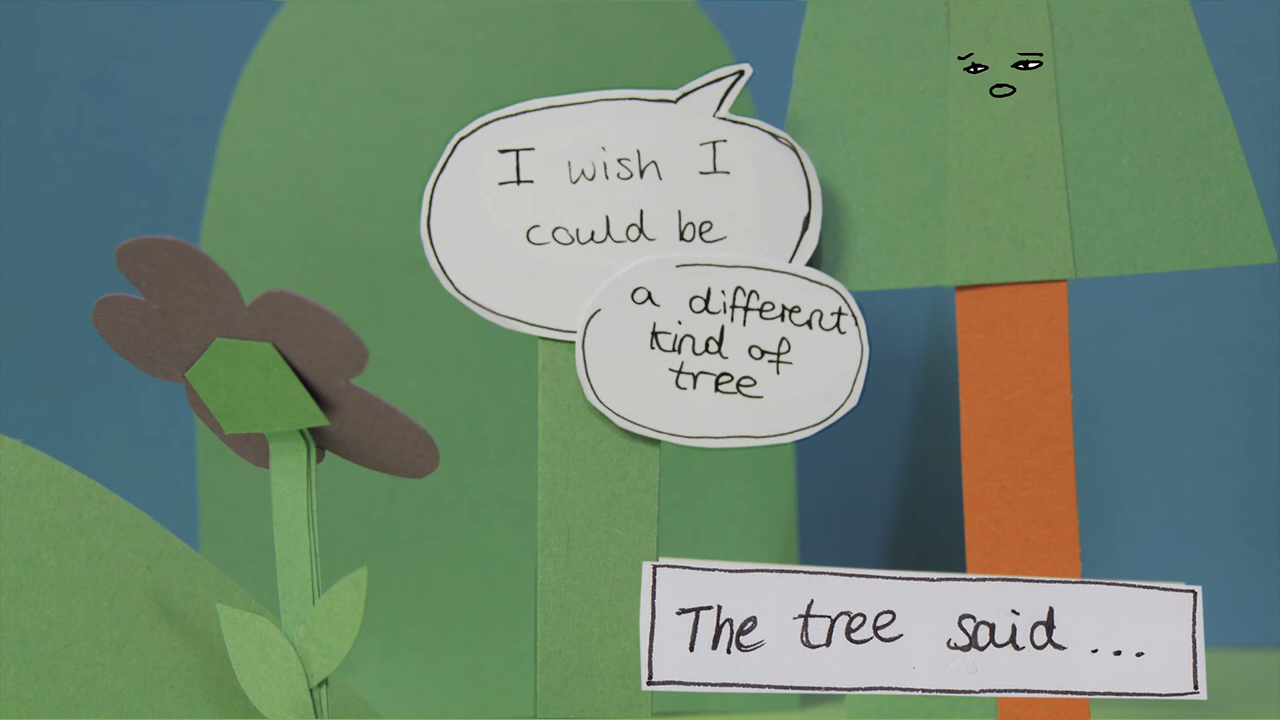 I wish I
could be
a different
kind of
tree
The tree said...